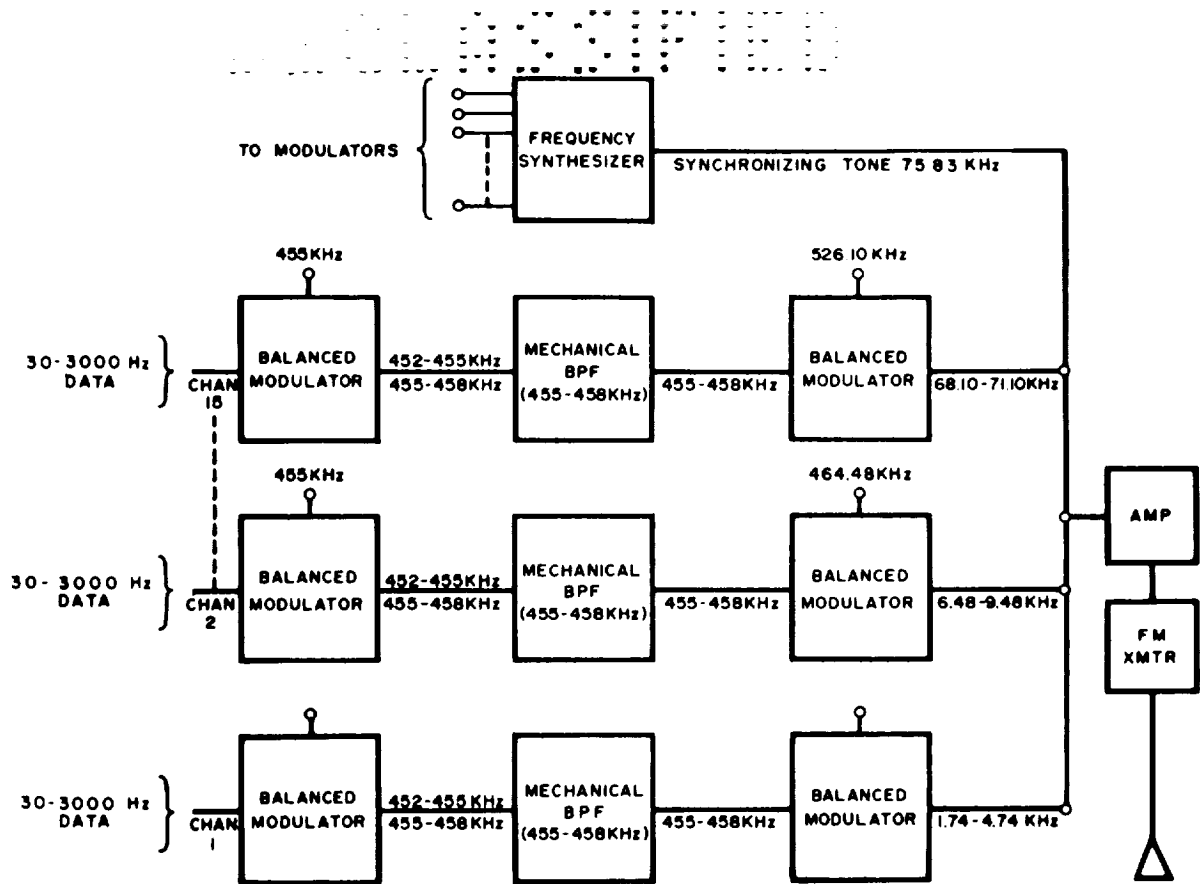 FREQUENCY
SYNTHESIZER
TO MODULATORS
SYNCHRONIZING TONE 75 83 KHz
455KHz
526.10 KHz
30-3000 Hz
DATA
CHAN
15
BALANCED
MODULATOR
452-455KHz
455-458KHz
MECHANICAL
BPF
(455-458KHz)
455-458KHz
BALANCED
MODULATOR
68.10-71.10KHz
455KHz
464.48KHz
30-3000 Hz
DATA
CHAN
2
BALANCED
MODULATOR
452-455KHz
455-458KHz
MECHANICAL
BPF
(455-458KHz)
455-458KHz
BALANCED
MODULATOR
6.48-9.48KHz
AMP
FM
XMTR
30-3000 Hz
DATA
CHAN
1
BALANCED
MODULATOR
452-455 KHz
455-458KHz
MECHANICAL
BPF
(455-458KHz)
455-458KHz
BALANCED
MODULATOR
1.74-4.74 KHz